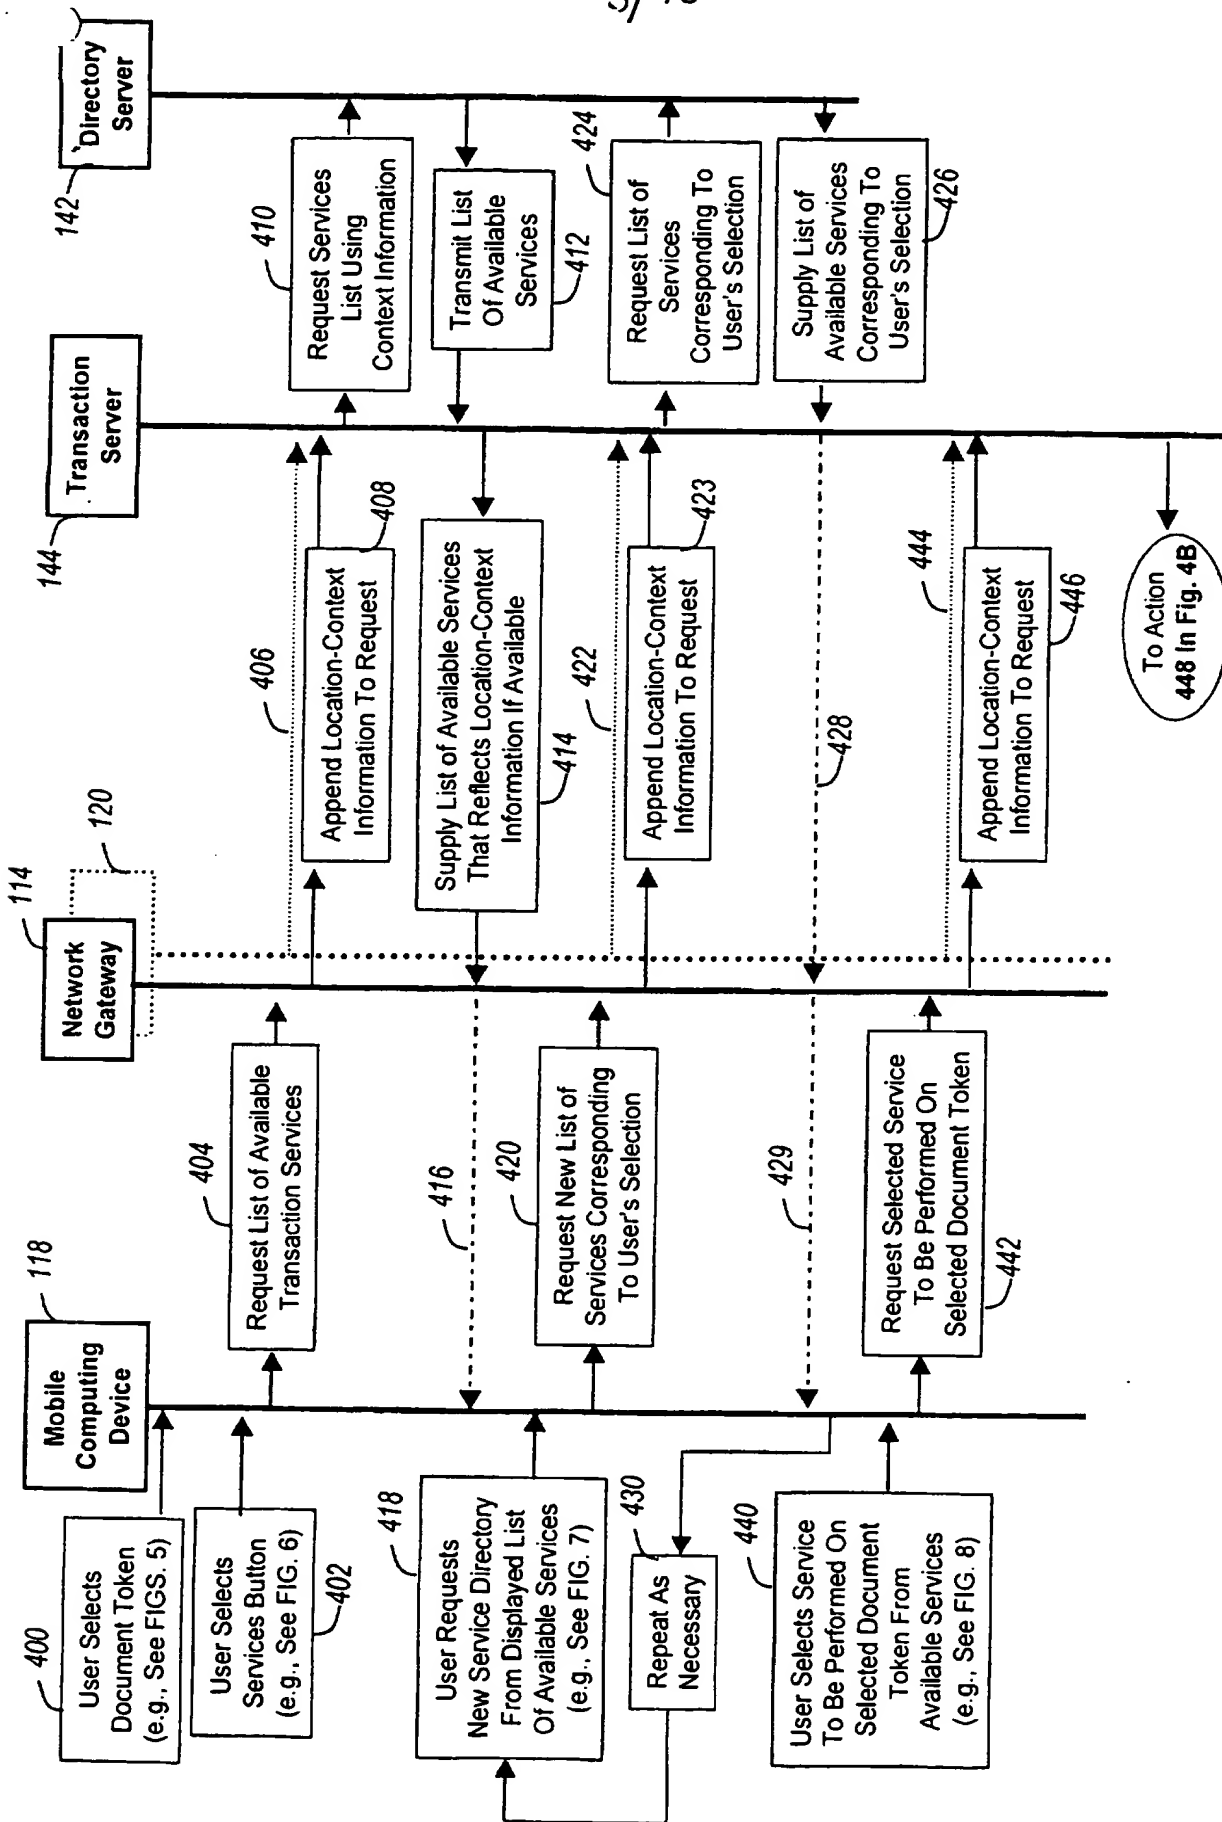 118
Mobile
Computing
Device
114
Network
Gateway
120
144
Transaction
Server
142
Directory
Server
400
User Selects
Document Token
(e.g., See FIGS. 5)
User Selects
Services Button
(e.g., See FIG. 6)
402
404
Request List of Available
Transaction Services
406
Append Location-Context
Information To Request
408
410
Request Services
List Using
Context Information
Transmit List
Of Available
Services
412
Supply List of Available Services
That Reflects Location-Context
Information If Available
414
416
418
User Requests
New Service Directory
From Displayed List
Of Available Services
(e.g., See FIG. 7)
420
Request New List of
Services Corresponding
To User's Selection
422
Append Location-Context
Information To Request
423
424
Request List of
Services
Corresponding To
User's Selection
Supply List of
Available Services
Corresponding To
User's Selection
426
428
429
430
Repeat As
Necessary
440
User Selects Service
To Be Performed On
Selected Document
Token From
Available Services
(e.g., See FIG. 8)
Request Selected Service
To Be Performed On
Selected Document Token
442
444
Append Location-Context
Information To Request
446
To Action
448 In Fig. 4B